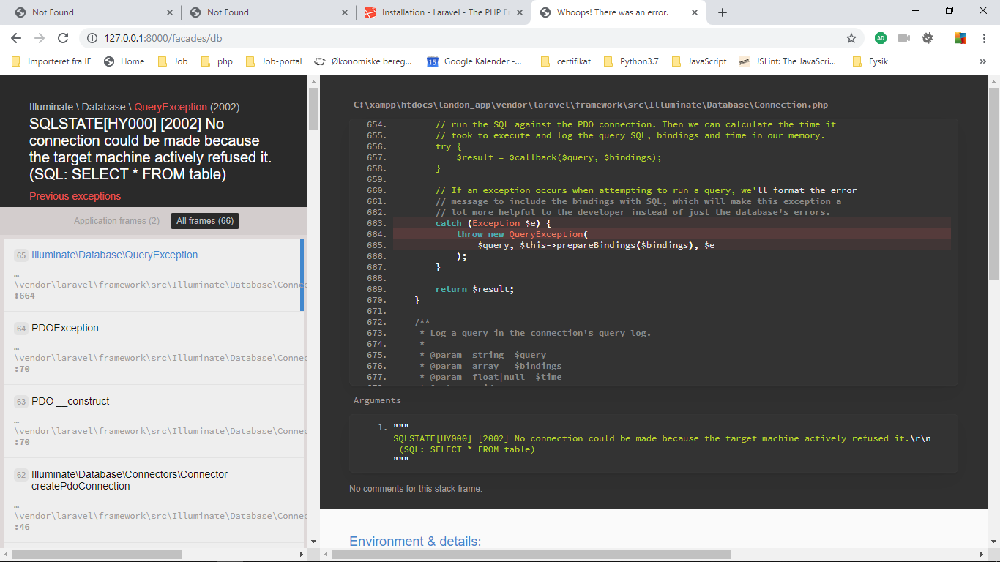 Not Found
Not Found
Installation - Laravel - The PHP Fr
Whoops! There was an error.
127.0.0.1:8000/facades/db
AD
Importeret fra IE
Home
Job
php
Job-portal
Økonomiske bereg...
15
Google Kalender -...
certifikat
Python3.7
JavaScript
JSLint: The JavaScri...
Fysik
»
Illuminate \ Database \ QueryException (2002)
SQLSTATE[HY000] [2002] No
connection could be made because
the target machine actively refused it.
(SQL: SELECT * FROM table)
Previous exceptions
Application frames (2)
All frames (66)
65 Illuminate\Database\QueryException
…
\vendor\laravel\framework\src\Illuminate\Database\Connec
:664
64 PDOException
…
\vendor\laravel\framework\src\Illuminate\Database\Connec
:70
63 PDO __construct
…
\vendor\laravel\framework\src\Illuminate\Database\Connec
:70
62 Illuminate\Database\Connectors\Connector
createPdoConnection
…
\vendor\laravel\framework\src\Illuminate\Database\Connec
:46
C:\xampp\htdocs\landon_app\vendor\laravel\framework\src\Illuminate\Database\Connection.php
654. // run the SQL against the PDO connection. Then we can calculate the time it
655. // took to execute and log the query SQL, bindings and time in our memory.
656. try {
657. $result = $callback($query, $bindings);
658. }
659.
660. // If an exception occurs when attempting to run a query, we'll format the error
661. // message to include the bindings with SQL, which will make this exception a
662. // lot more helpful to the developer instead of just the database's errors.
663. catch (Exception $e) {
664. throw new QueryException(
665. $query, $this->prepareBindings($bindings), $e
666. );
667. }
668.
669. return $result;
670. }
671.
672. /**
673. * Log a query in the connection's query log.
674. *
675. * @param string $query
676. * @param array $bindings
677. * @param float|null $time
Arguments
1. """
SQLSTATE[HY000] [2002] No connection could be made because the target machine actively refused it.\r\n
(SQL: SELECT * FROM table)
"""
No comments for this stack frame.
Environment & details: